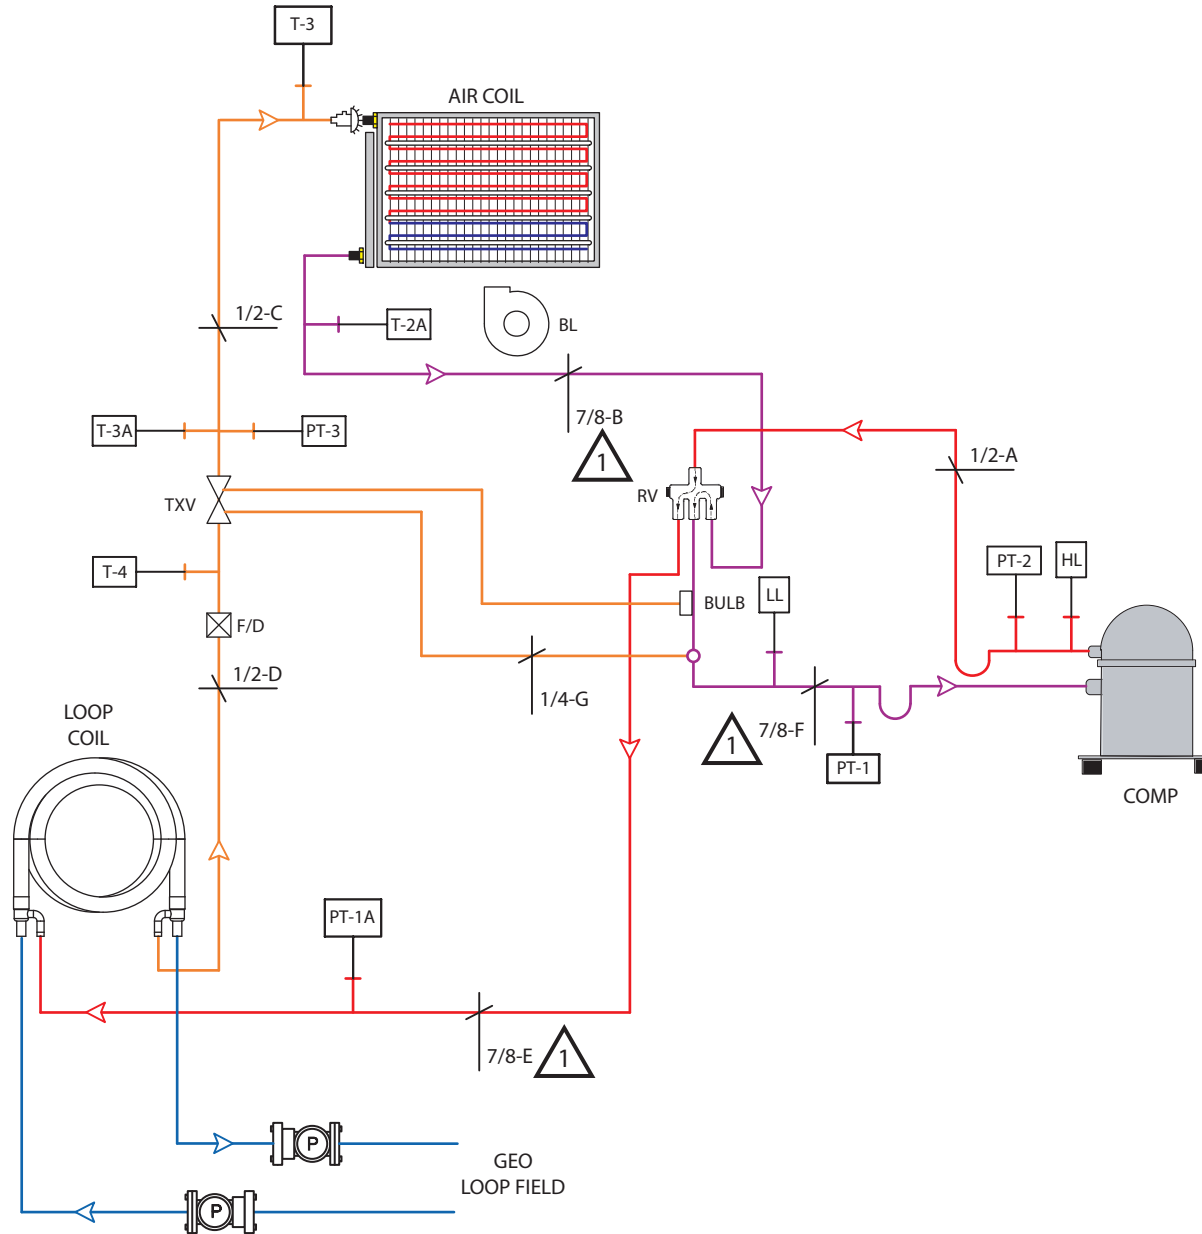 T-3
AIR COIL
1/2-C
T-2A
BL
7/8-B
1
T-3A
PT-3
1/2-A
TXV
RV
T-4
PT-2
HL
LL
BULB
F/D
1/2-D
1/4-G
LOOP
COIL
7/8-F
1
PT-1
COMP
PT-1A
7/8-E
1
P
GEO
LOOP FIELD
P